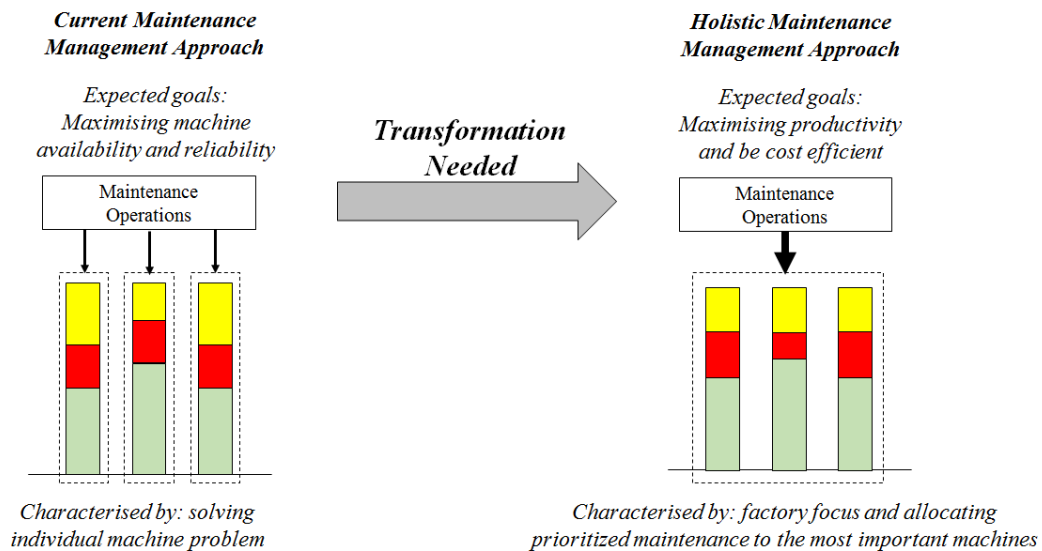 Current Maintenance
Management Approach
Expected goals:
Maximising machine
availability and reliability
Maintenance
Operations
Characterised by: solving
individual machine problem
Transformation
Needed
Holistic Maintenance
Management Approach
Expected goals:
Maximising productivity
and be cost efficient
Maintenance
Operations
Characterised by: factory focus and allocating
prioritized maintenance to the most important machines